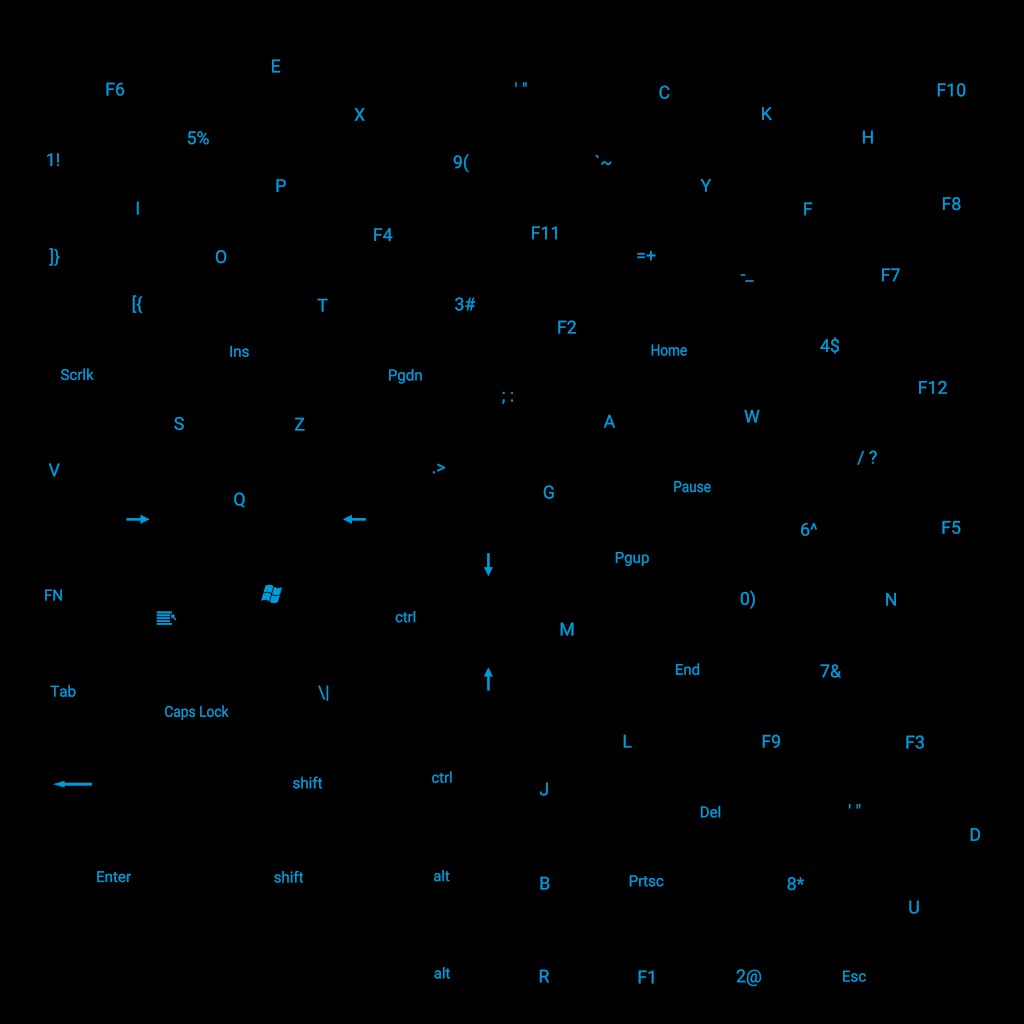 E
F6
' "
C
F10
X
K
5%
H
1!
9(
`~
P
Y
I
F
F8
F4
F11
]}
O
=+
-_
F7
[{
T
3#
F2
Ins
Home
4$
Scrlk
Pgdn
F12
; :
S
Z
A
W
/ ?
V
.>
Q
G
Pause
→
←
6^
F5
↓
Pgup
FN
0)
N
ctrl
M
↑
End
7&
Tab
\|
Caps Lock
L
F9
F3
←
shift
ctrl
J
Del
' "
D
Enter
shift
alt
B
Prtsc
8*
U
alt
R
F1
2@
Esc